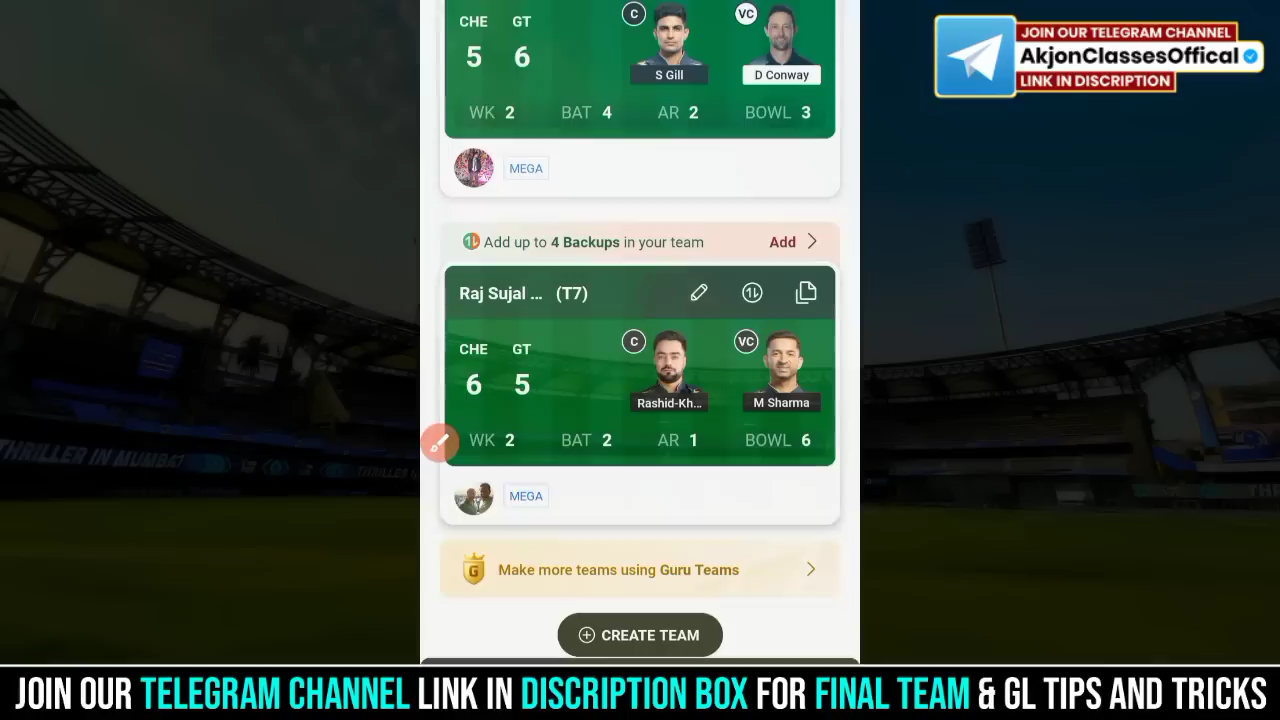 JOIN OUR TELEGRAM CHANNEL
AkjonClassesOffical
LINK IN DISCRIPTION
CHE GT
5 6
C VC
S Gill D Conway
WK 2 BAT 4 AR 2 BOWL 3
MEGA
Add up to 4 Backups in your team Add
Raj Sujal ... (T7)
CHE GT
6 5
C VC
Rashid-Kh... M Sharma
WK 2 BAT 2 AR 1 BOWL 6
MEGA
G Make more teams using Guru Teams
CREATE TEAM
THRILLER IN MUMBAI
JOIN OUR TELEGRAM CHANNEL LINK IN DISCRIPTION BOX FOR FINAL TEAM & GL TIPS AND TRICKS